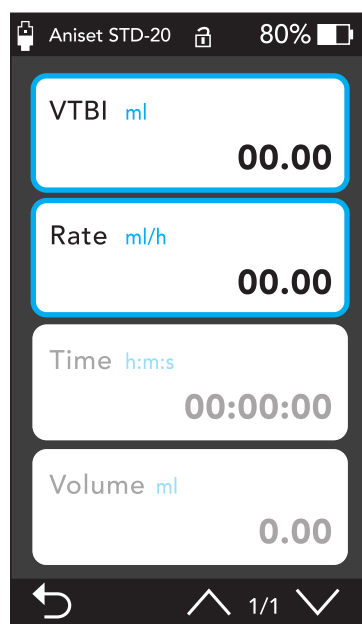 Aniset STD-20 80%
VTBI ml
00.00
Rate ml/h
00.00
Time h:m:s
00:00:00
Volume ml
0.00
1/1